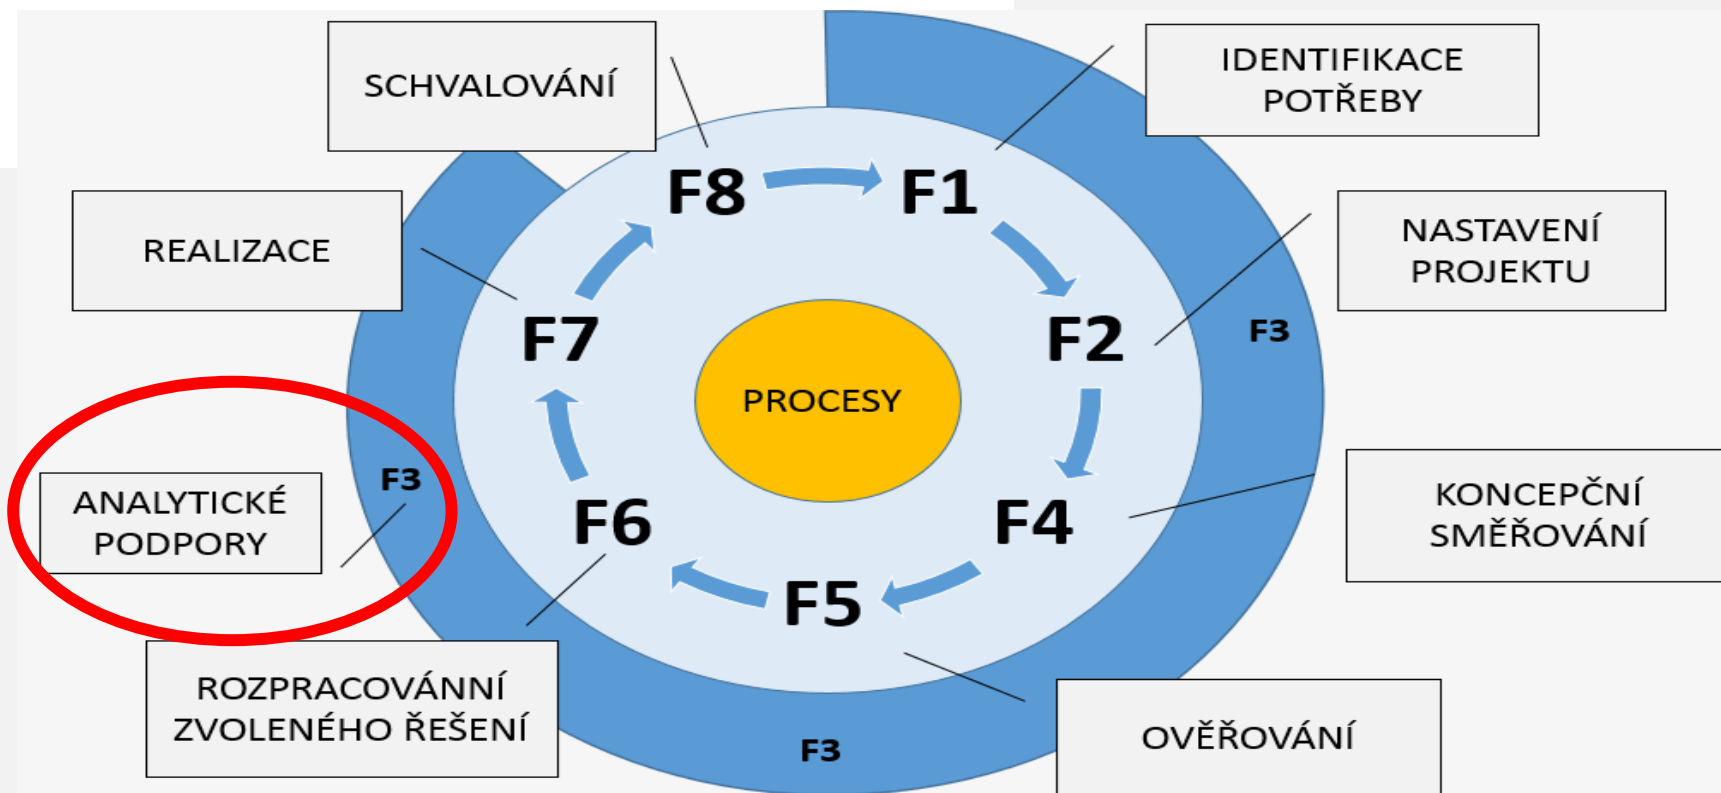 SCHVALOVÁNÍ
IDENTIFIKACE
POTŘEBY
F8
F1
REALIZACE
NASTAVENÍ
PROJEKTU
F7
F2
F3
PROCESY
F3
ANALYTICKÉ
PODPORY
F6
F4
KONCEPČNÍ
SMĚŘOVÁNÍ
F5
ROZPRACOVÁNNÍ
ZVOLENÉHO ŘEŠENÍ
F3
OVĚŘOVÁNÍ